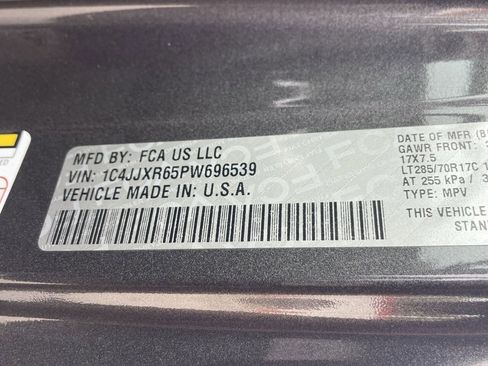 MFD BY: FCA US LLC
VIN: 1C4JJXR65PW696539
VEHICLE MADE IN: U.S.A.
DATE OF MFR
GAWR FRONT:
17X7.5
LT285/70R17C
AT 255 kPa /
TYPE: MPV
THIS VEHICLE